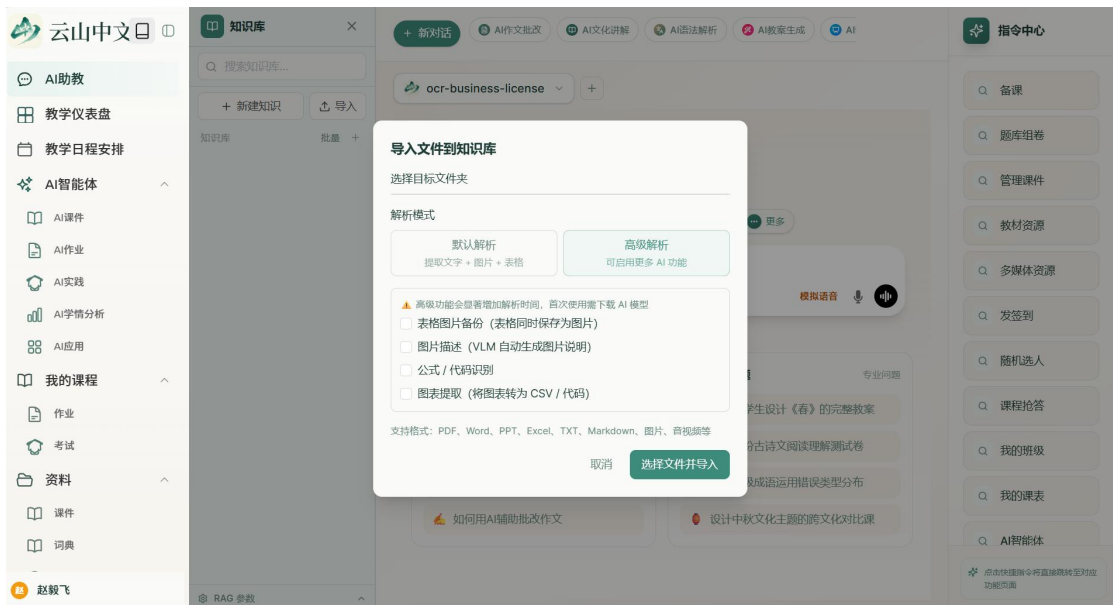 云山中文
AI助教
教学仪表盘
教学日程安排
AI智能体
AI课件
AI作业
AI实践
AI学情分析
AI应用
我的课程
作业
考试
资料
课件
词典
赵毅飞
知识库
搜索知识库...
+ 新建知识
导入
知识库
批量 +
RAG 参数
+ 新对话
AI作文批改
AI文化讲解
AI语法解析
AI教案生成
AI
ocr-business-license
+
更多
模拟语音
导入文件到知识库
选择目标文件夹
解析模式
默认解析
提取文字 + 图片 + 表格
高级解析
可启用更多 AI 功能
高级功能会显著增加解析时间，首次使用需下载 AI 模型
表格图片备份（表格同时保存为图片）
图片描述（VLM 自动生成图片说明）
公式 / 代码识别
图表提取（将图表转为 CSV / 代码）
支持格式：PDF、Word、PPT、Excel、TXT、Markdown、图片、音视频等
取消
选择文件并导入
专业问题
学生设计《春》的完整教案
份古诗文阅读理解测试卷
成语运用错误类型分布
如何用AI辅助批改作文
设计中秋文化主题的跨文化对比课
指令中心
备课
题库组卷
管理课件
教材资源
多媒体资源
发签到
随机选人
课程抢答
我的班级
我的课表
AI智能体
点击快捷指令将直接跳转至对应
功能页面